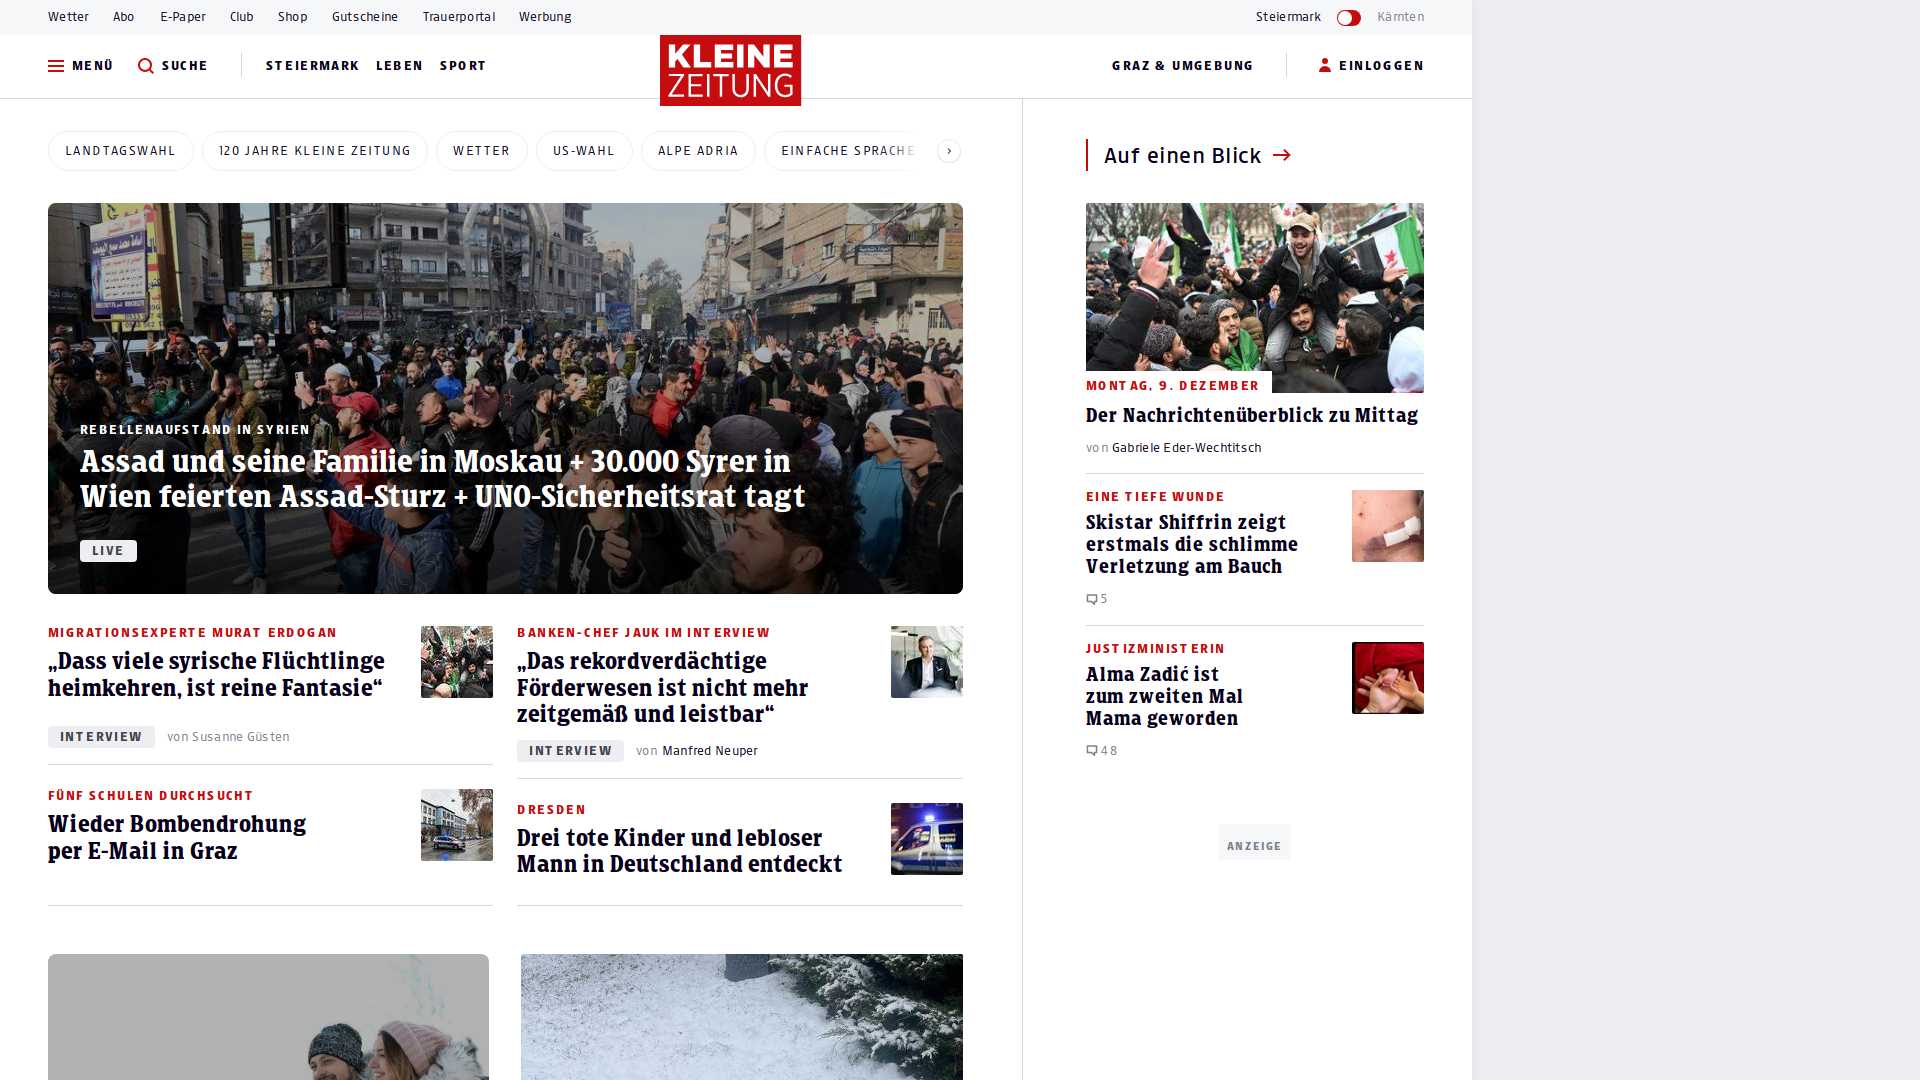 Wetter
Abo
E-Paper
Club
Shop
Gutscheine
Trauerportal
Werbung
Steiermark
Kärnten
MENÜ
SUCHE
STEIERMARK
LEBEN
SPORT
KLEINE
ZEITUNG
GRAZ & UMGEBUNG
EINLOGGEN
LANDTAGSWAHL
120 JAHRE KLEINE ZEITUNG
WETTER
US-WAHL
ALPE ADRIA
EINFACHE SPRACHE
REBELLENAUFSTAND IN SYRIEN
Assad und seine Familie in Moskau + 30.000 Syrer in
Wien feierten Assad-Sturz + UNO-Sicherheitsrat tagt
LIVE
MIGRATIONSEXPERTE MURAT ERDOGAN
„Dass viele syrische Flüchtlinge
heimkehren, ist reine Fantasie“
INTERVIEW
von Susanne Güsten
BANKEN-CHEF JAUK IM INTERVIEW
„Das rekordverdächtige
Förderwesen ist nicht mehr
zeitgemäß und leistbar“
INTERVIEW
von Manfred Neuper
FÜNF SCHULEN DURCHSUCHT
Wieder Bombendrohung
per E-Mail in Graz
DRESDEN
Drei tote Kinder und lebloser
Mann in Deutschland entdeckt
Auf einen Blick
MONTAG, 9. DEZEMBER
Der Nachrichtenüberblick zu Mittag
von Gabriele Eder-Wechtitsch
EINE TIEFE WUNDE
Skistar Shiffrin zeigt
erstmals die schlimme
Verletzung am Bauch
5
JUSTIZMINISTERIN
Alma Zadić ist
zum zweiten Mal
Mama geworden
48
ANZEIGE